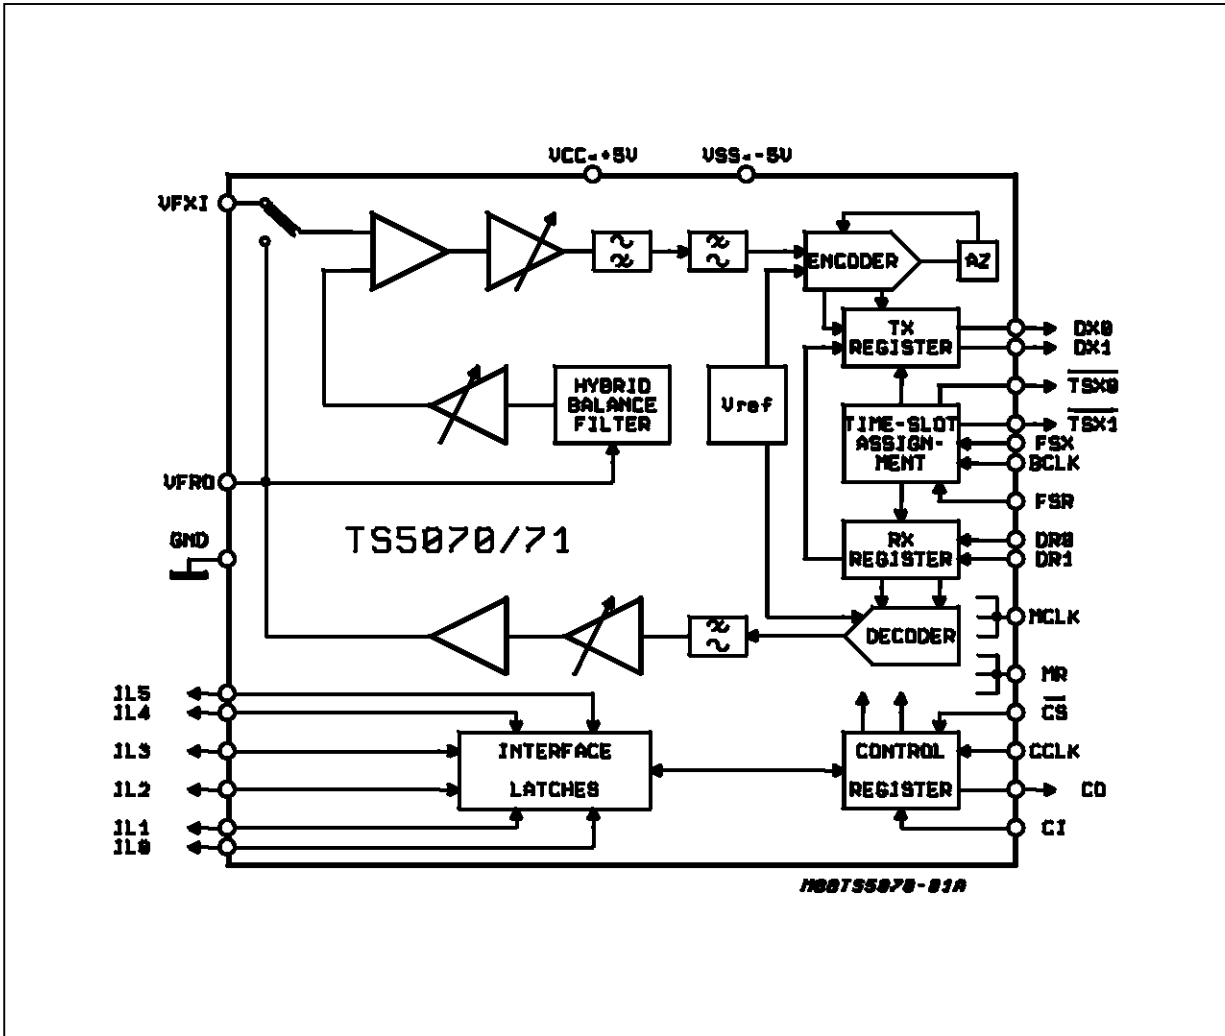 VCC=+5V
VSS=-5V
VFXI
ENCODER
AZ
TX
REGISTER
DX0
DX1
HYBRID
BALANCE
FILTER
Vref
TSX0
TIME-SLOT
ASSIGN-
MENT
TSX1
FSX
BCLK
VFRO
FSR
GND
TS5070/71
RX
REGISTER
DR0
DR1
DECODER
MCLK
MR
IL5
IL4
CS
IL3
INTERFACE
LATCHES
CONTROL
REGISTER
CCLK
IL2
CO
IL1
IL0
CI
M88TS5070-01A